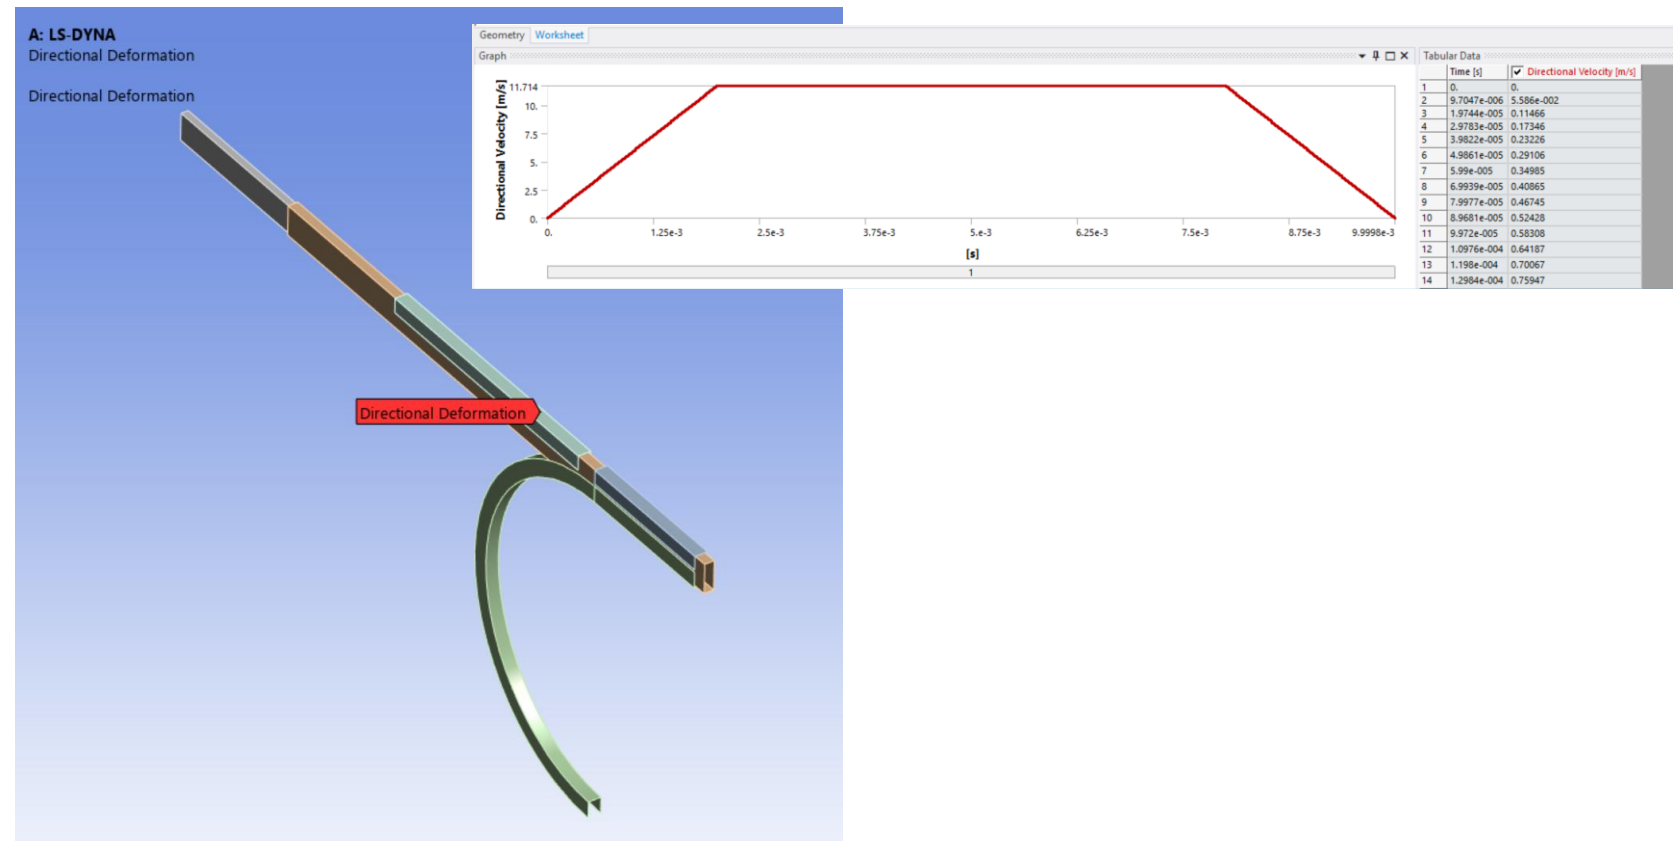 A: LS-DYNA
Directional Deformation
Directional Deformation
Directional Deformation
Geometry Worksheet
Graph
Directional Velocity [m/s]
11.714
10.
7.5
5.
2.5
0.
0. 1.25e-3 2.5e-3 3.75e-3 5.e-3 6.25e-3 7.5e-3 8.75e-3 9.9998e-3
[s]
1
Tabular Data
Time [s] Directional Velocity [m/s]
1 0. 0.
2 9.7047e-006 5.586e-002
3 1.9744e-005 0.11466
4 2.9783e-005 0.17346
5 3.9822e-005 0.23226
6 4.9861e-005 0.29106
7 5.99e-005 0.34985
8 6.9939e-005 0.40865
9 7.9977e-005 0.46745
10 8.9681e-005 0.52428
11 9.972e-005 0.58308
12 1.0976e-004 0.64187
13 1.198e-004 0.70067
14 1.2984e-004 0.75947